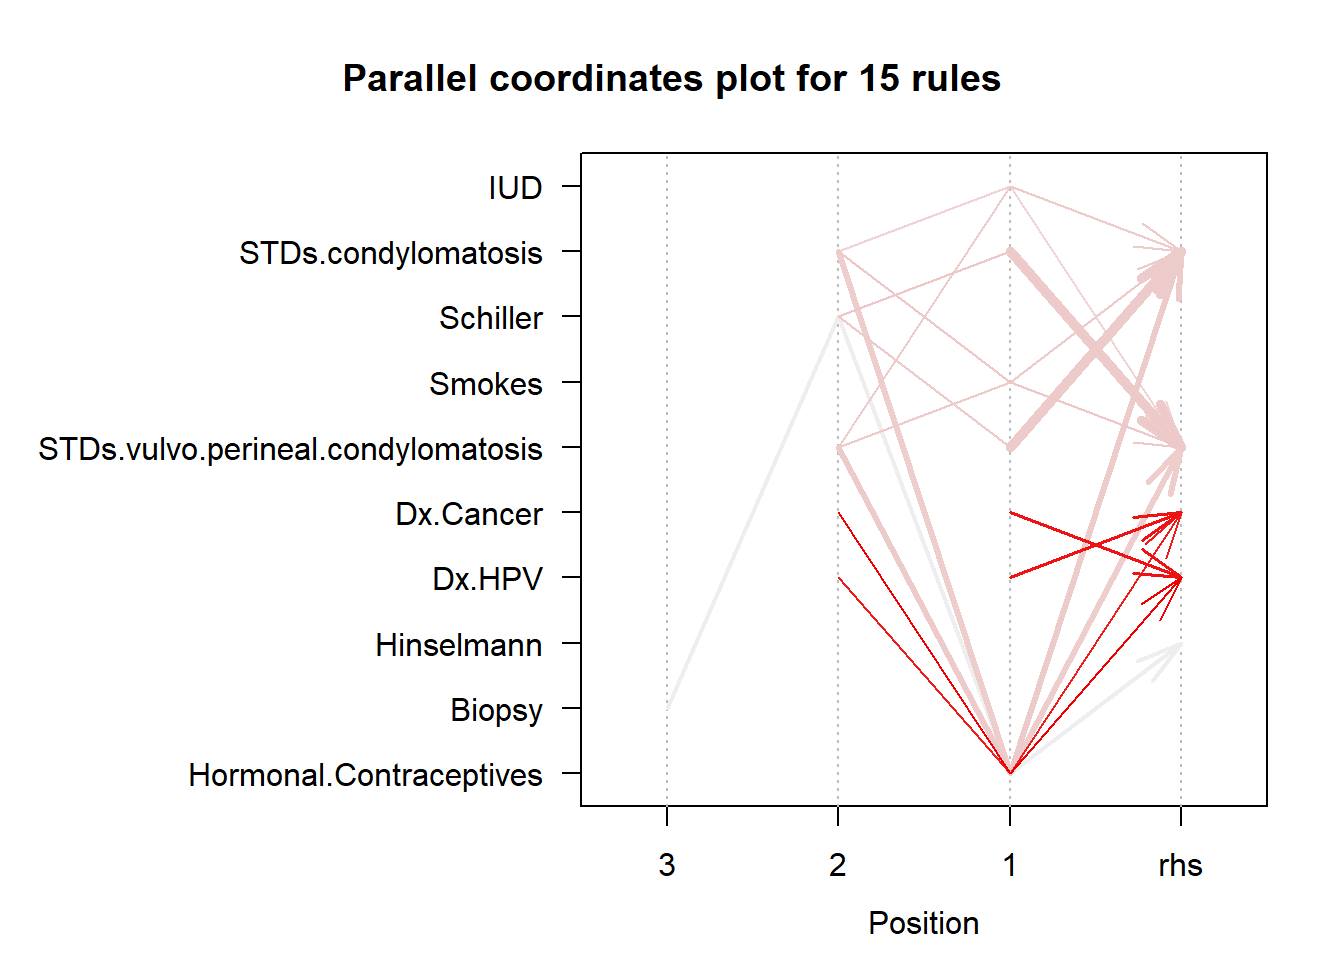 Parallel coordinates plot for 15 rules
IUD
STDs.condylomatosis
Schiller
Smokes
STDs.vulvo.perineal.condylomatosis
Dx.Cancer
Dx.HPV
Hinselmann
Biopsy
Hormonal.Contraceptives
3 2 1 rhs
Position